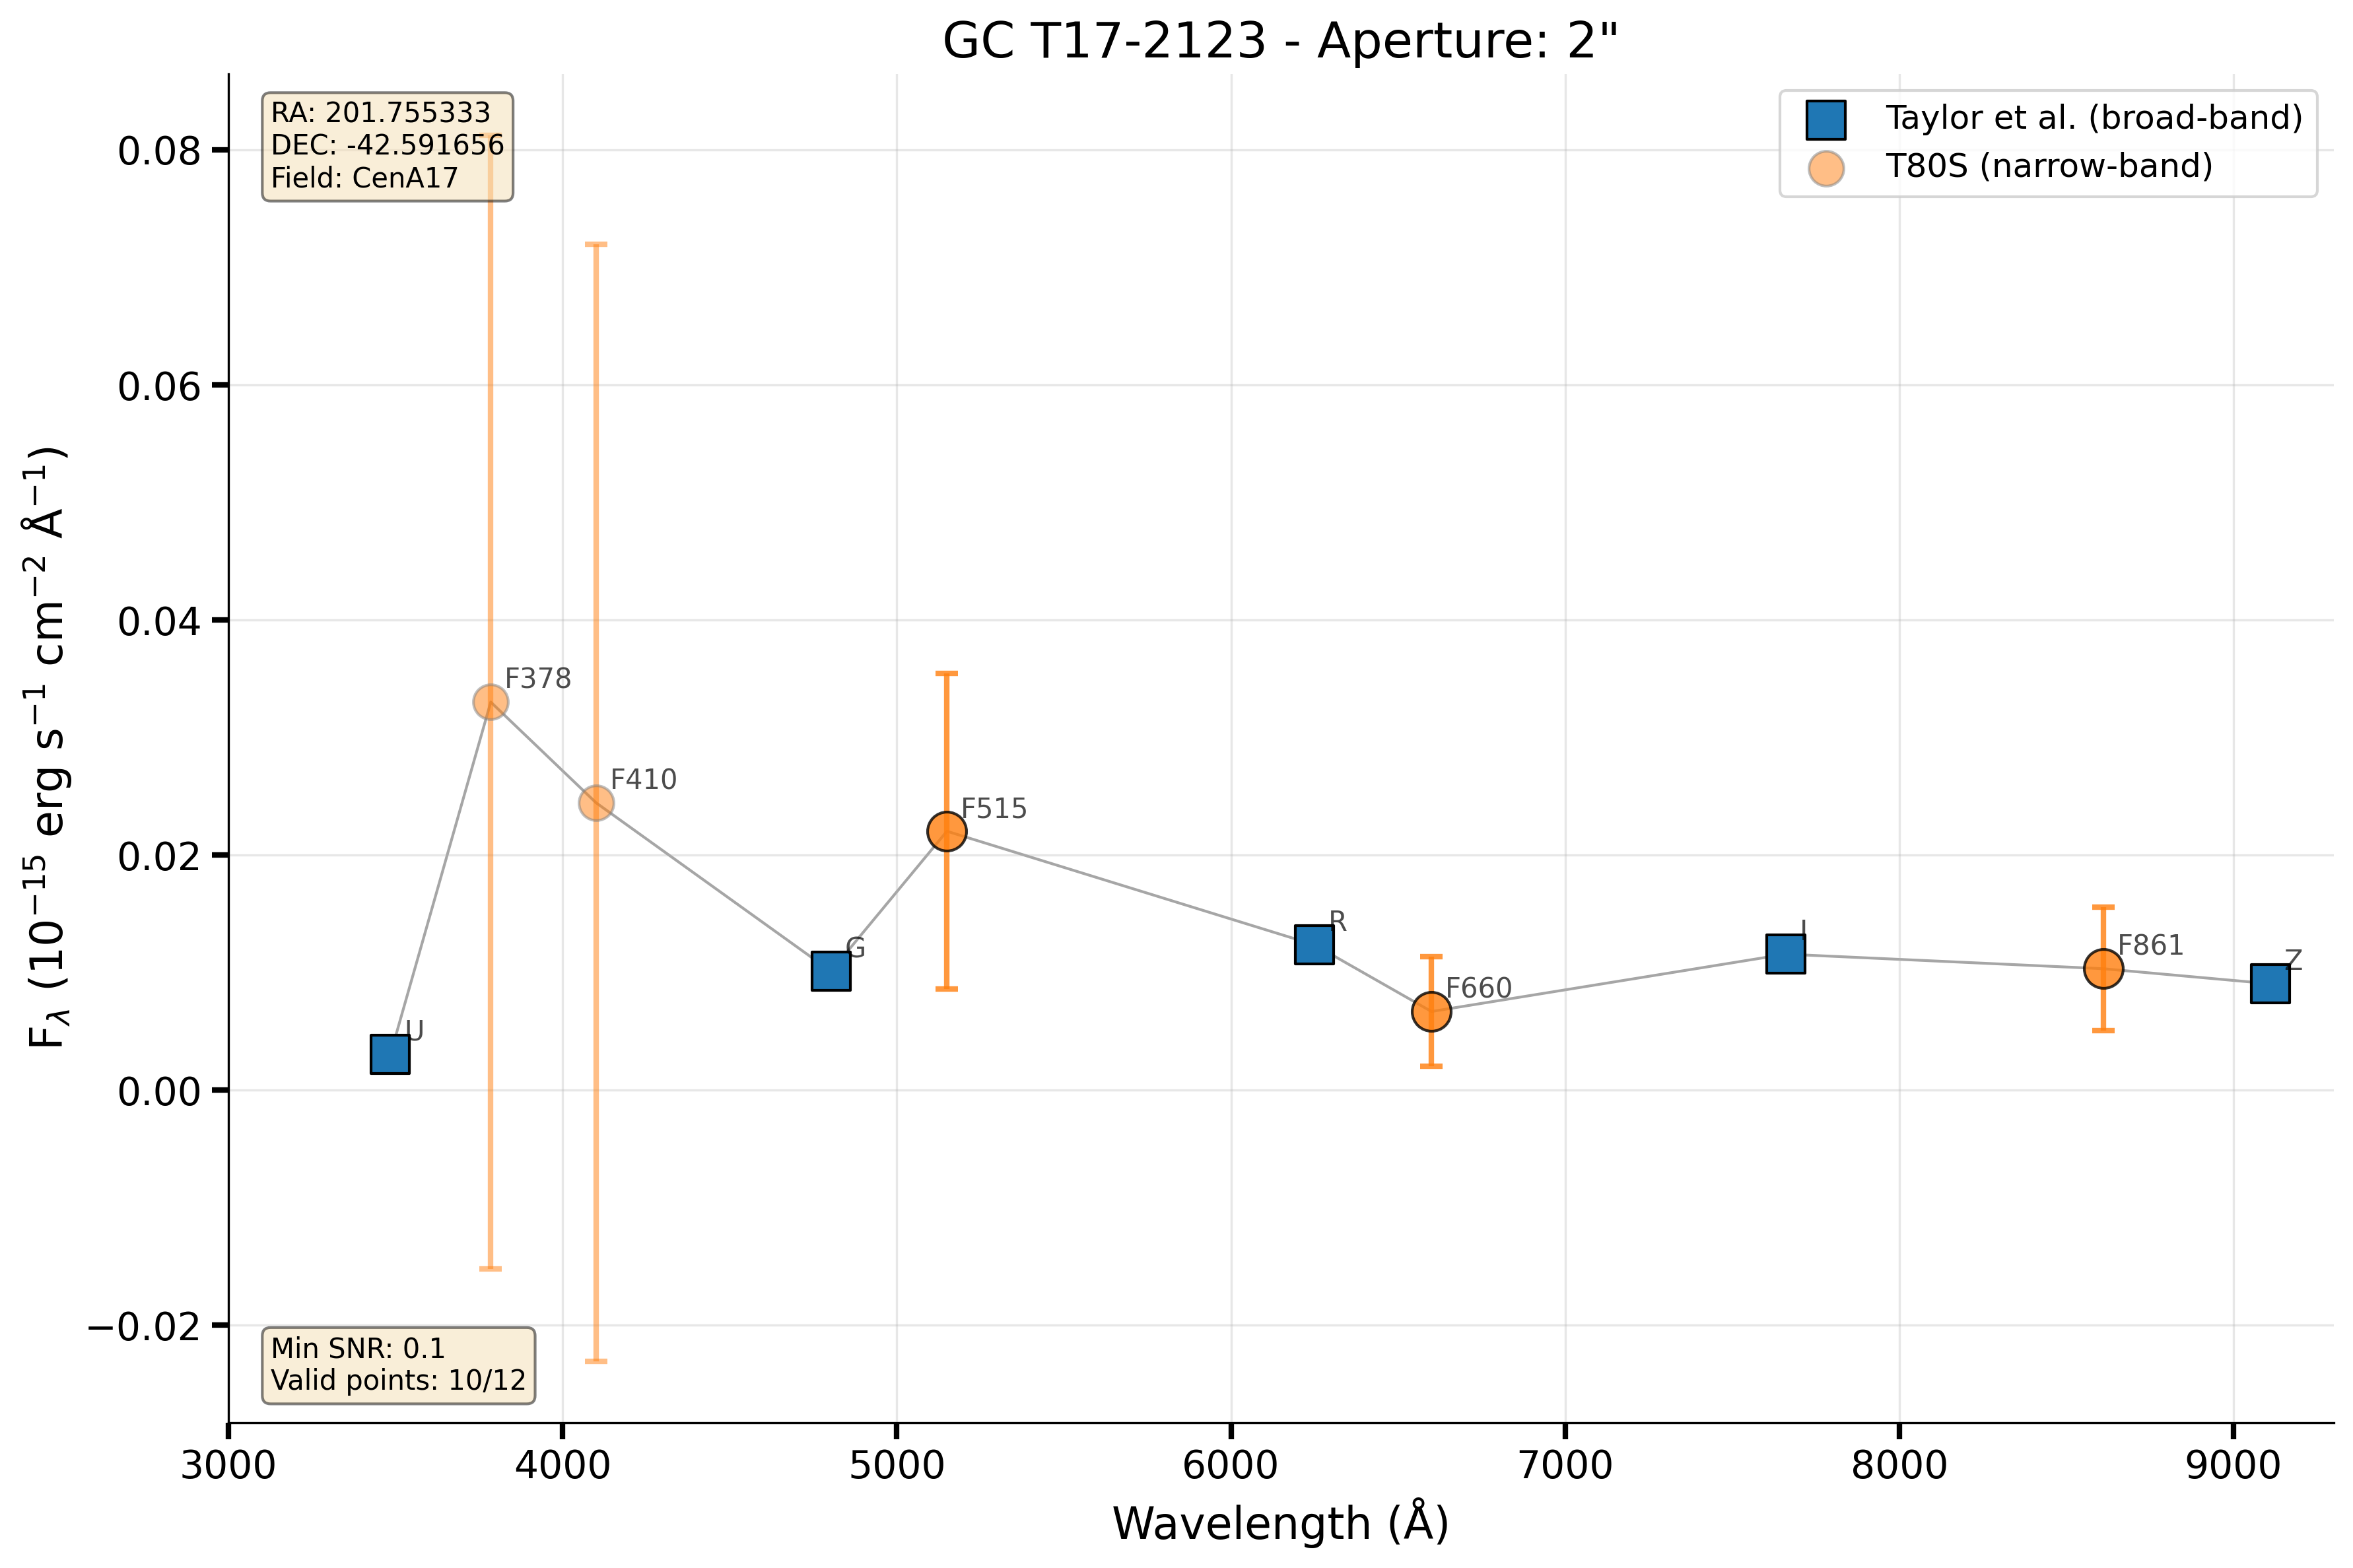 GC T17-2123 - Aperture: 2"
RA: 201.755333
DEC: -42.591656
Field: CenA17
Taylor et al. (broad-band)
T80S (narrow-band)
0.08
0.06
0.04
0.02
0.00
−0.02
F_λ (10⁻¹⁵ erg s⁻¹ cm⁻² Å⁻¹)
U
F378
F410
G
F515
R
F660
I
F861
Z
Min SNR: 0.1
Valid points: 10/12
3000 4000 5000 6000 7000 8000 9000
Wavelength (Å)